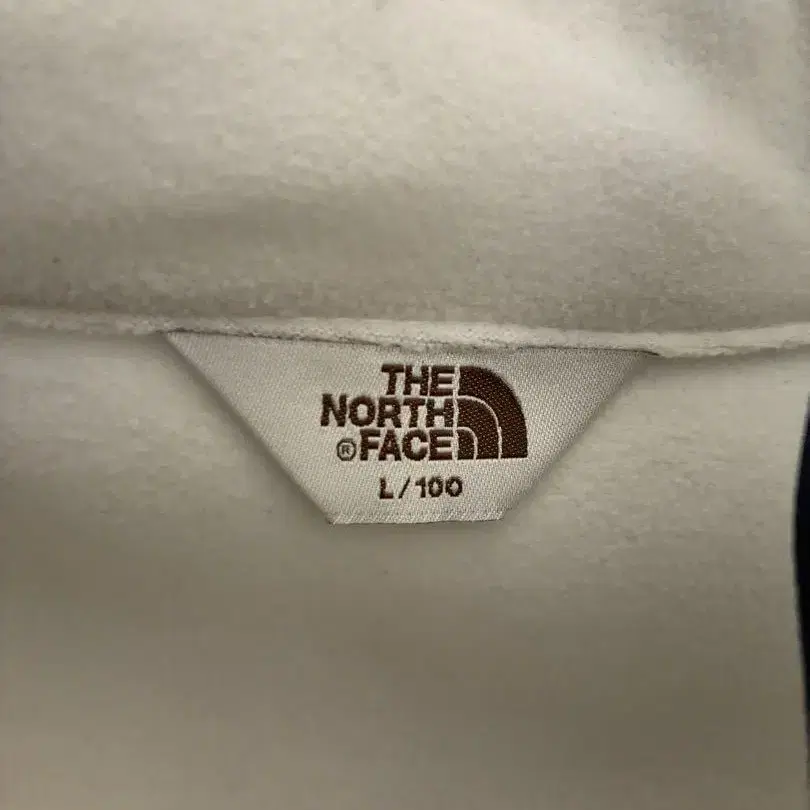 THE
NORTH
® FACE
L/100